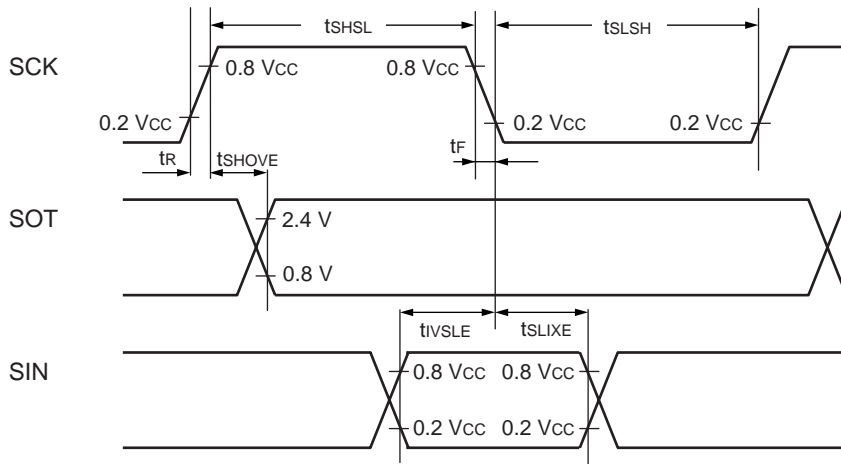 tSHSL tSLSH
SCK 0.8 VCC 0.8 VCC
0.2 VCC 0.2 VCC 0.2 VCC
tR tSHOVE tF
SOT 2.4 V
0.8 V
tIVSLE tSLIXE
SIN 0.8 VCC 0.8 VCC
0.2 VCC 0.2 VCC